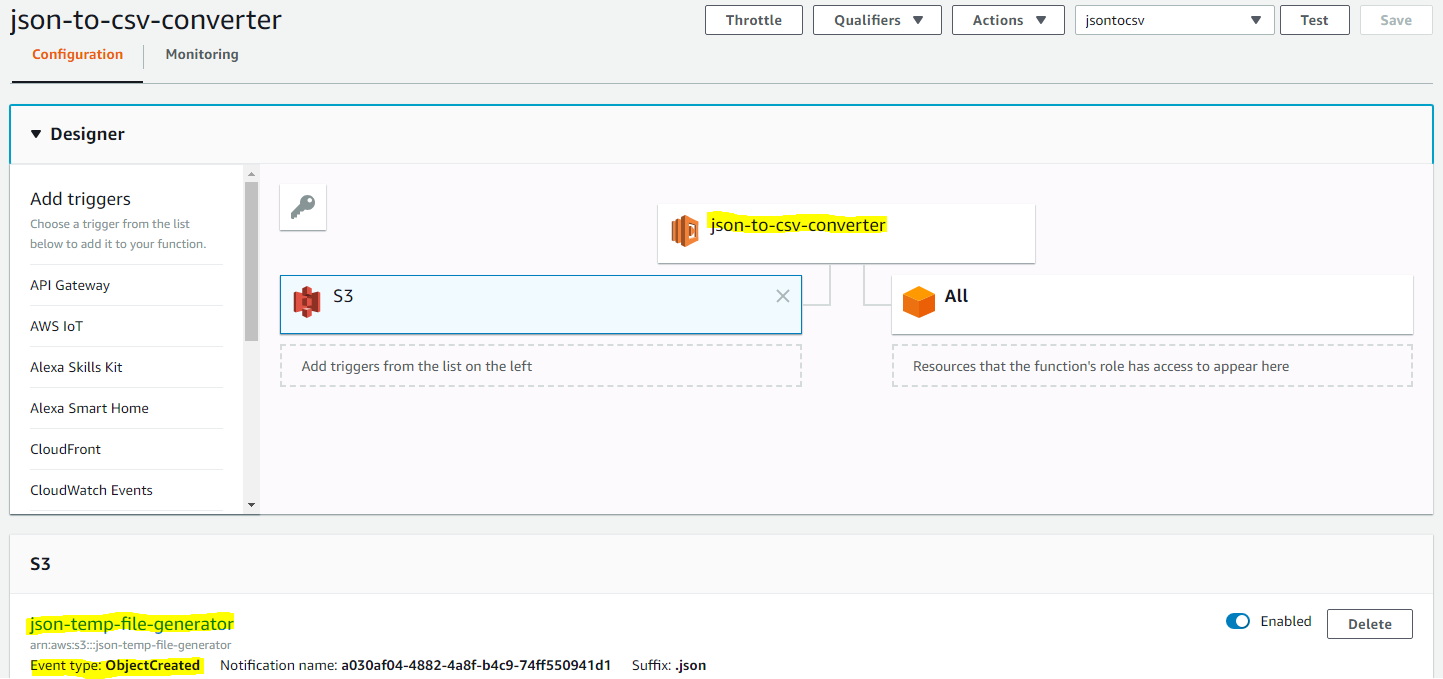 json-to-csv-converter
Throttle Qualifiers Actions jsontocsv Test Save
Configuration Monitoring
Designer
Add triggers
Choose a trigger from the list
below to add it to your function.
API Gateway
AWS IoT
Alexa Skills Kit
Alexa Smart Home
CloudFront
CloudWatch Events
json-to-csv-converter
S3
All
Add triggers from the list on the left
Resources that the function's role has access to appear here
S3
json-temp-file-generator
Enabled Delete
arn:aws:s3:::json-temp-file-generator
Event type: ObjectCreated Notification name: a030af04-4882-4a8f-b4c9-74ff550941d1 Suffix: .json